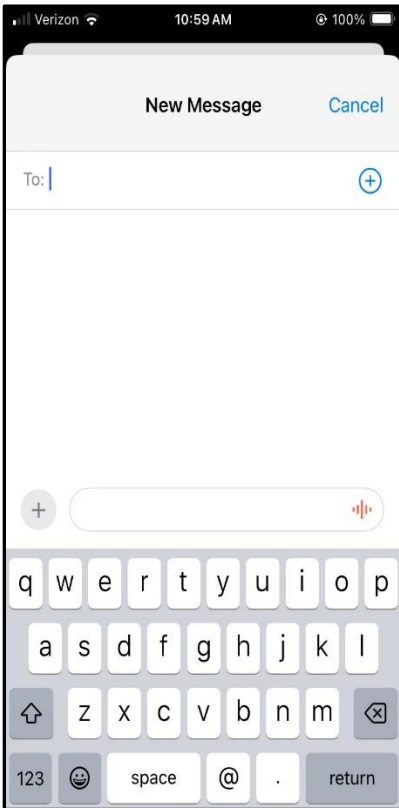 Verizon 10:59 AM 100%
New Message Cancel
To:
q w e r t y u i o p
a s d f g h j k l
z x c v b n m
123 space @ . return